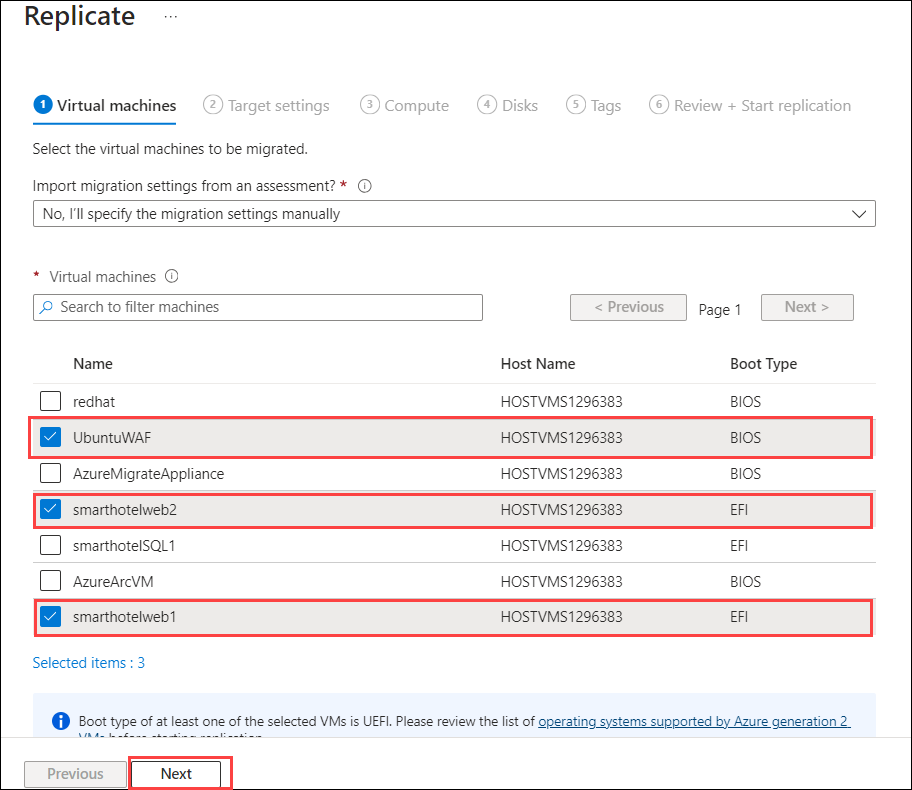 Replicate ...
1 Virtual machines 2 Target settings 3 Compute 4 Disks 5 Tags 6 Review + Start replication
Select the virtual machines to be migrated.
Import migration settings from an assessment? * i
No, I'll specify the migration settings manually
* Virtual machines i
Search to filter machines < Previous Page 1 Next >
Name Host Name Boot Type
redhat HOSTVMS1296383 BIOS
UbuntuWAF HOSTVMS1296383 BIOS
AzureMigrateAppliance HOSTVMS1296383 BIOS
smarthotelweb2 HOSTVMS1296383 EFI
smarthotelSQL1 HOSTVMS1296383 EFI
AzureArcVM HOSTVMS1296383 BIOS
smarthotelweb1 HOSTVMS1296383 EFI
Selected items : 3
i Boot type of at least one of the selected VMs is UEFI. Please review the list of operating systems supported by Azure generation 2
VMs before starting replication
Previous Next